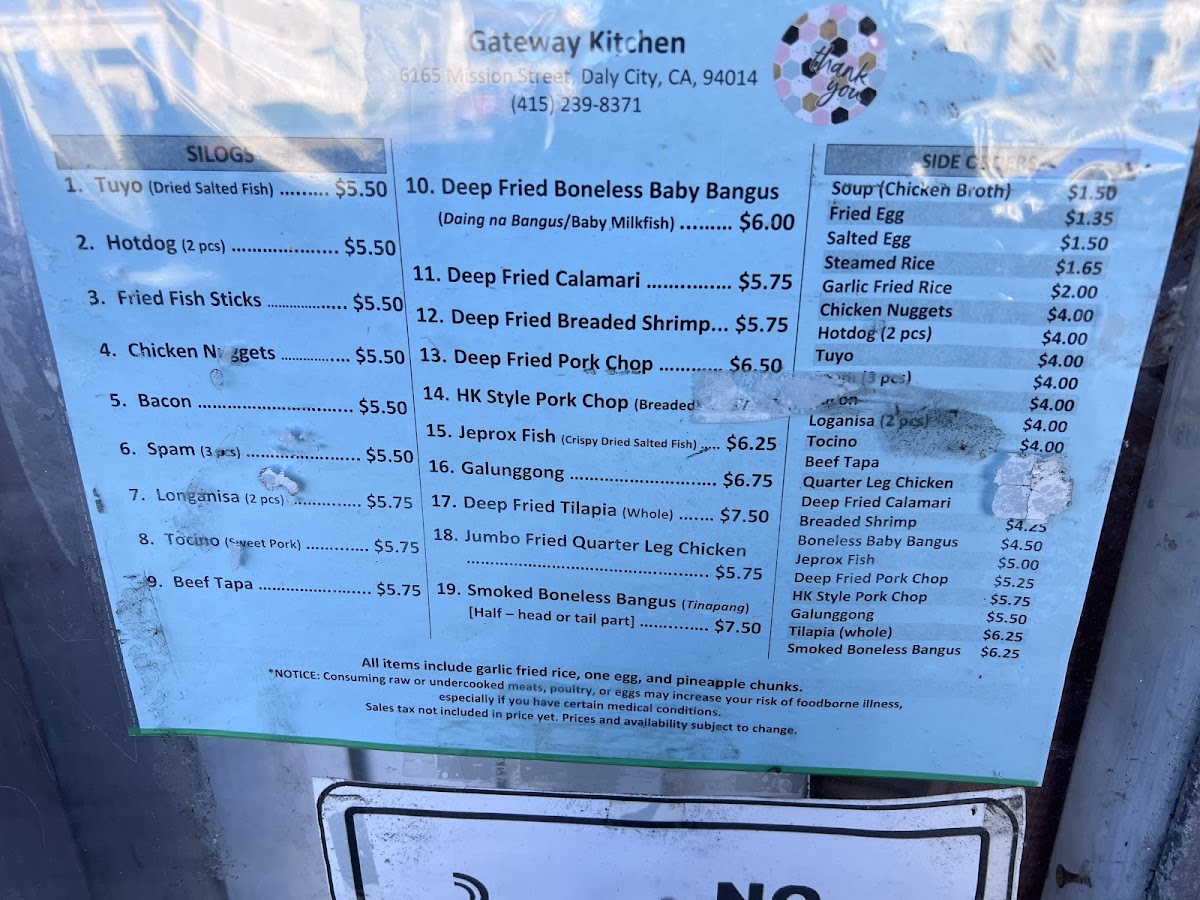 Gateway Kitchen
6165 Mission Street, Daly City, CA, 94014
(415) 239-8371
thank
you
SILOGS
1. Tuyo (Dried Salted Fish) ......... $5.50
2. Hotdog (2 pcs) ................... $5.50
3. Fried Fish Sticks ................. $5.50
4. Chicken Nuggets .............. $5.50
5. Bacon ............................. $5.50
6. Spam (3 pcs) ..................... $5.50
7. Longanisa (2 pcs) ............. $5.75
8. Tocino (Sweet Pork) ............. $5.75
9. Beef Tapa ........................ $5.75
10. Deep Fried Boneless Baby Bangus
(Daing na Bangus/Baby Milkfish) ......... $6.00
11. Deep Fried Calamari ............... $5.75
12. Deep Fried Breaded Shrimp... $5.75
13. Deep Fried Pork Chop ............ $6.50
14. HK Style Pork Chop (Breaded
15. Jeprox Fish (Crispy Dried Salted Fish) ..... $6.25
16. Galunggong .......................... $6.75
17. Deep Fried Tilapia (Whole) ....... $7.50
18. Jumbo Fried Quarter Leg Chicken
............................................. $5.75
19. Smoked Boneless Bangus (Tinapang)
[Half – head or tail part] .............. $7.50
SIDE ORDERS
Soup (Chicken Broth) $1.50
Fried Egg $1.35
Salted Egg $1.50
Steamed Rice $1.65
Garlic Fried Rice $2.00
Chicken Nuggets $4.00
Hotdog (2 pcs) $4.00
Tuyo $4.00
(3 pcs) $4.00
$4.00
Loganisa (2 pcs) $4.00
Tocino $4.00
Beef Tapa
Quarter Leg Chicken
Deep Fried Calamari
Breaded Shrimp $4.25
Boneless Baby Bangus $4.50
Jeprox Fish $5.00
Deep Fried Pork Chop $5.25
HK Style Pork Chop $5.75
Galunggong $5.50
Tilapia (whole) $6.25
Smoked Boneless Bangus $6.25
All items include garlic fried rice, one egg, and pineapple chunks.
*NOTICE: Consuming raw or undercooked meats, poultry, or eggs may increase your risk of foodborne illness,
especially if you have certain medical conditions.
Sales tax not included in price yet. Prices and availability subject to change.
NO